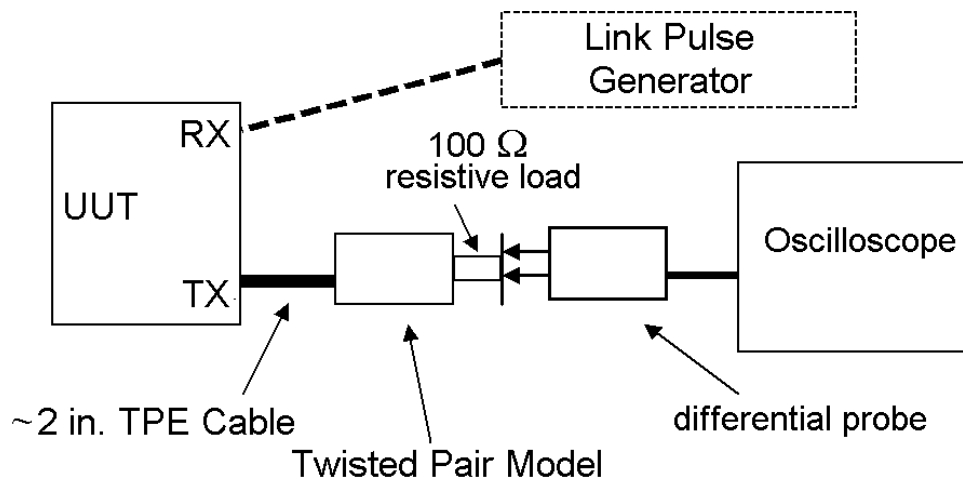 Link Pulse
Generator
RX
100 Ω
resistive load
UUT
Oscilloscope
TX
~2 in. TPE Cable
differential probe
Twisted Pair Model